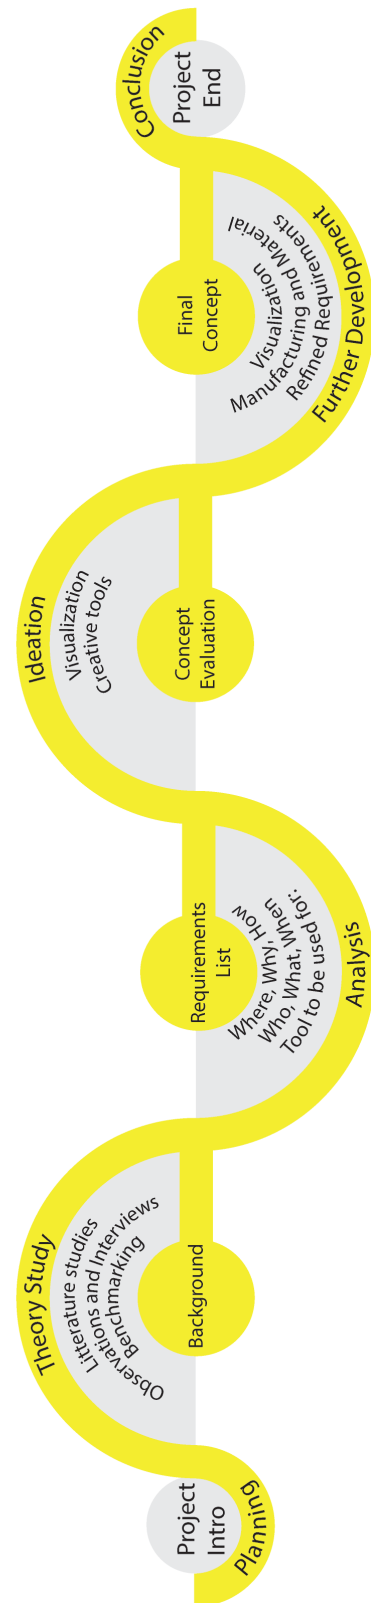 Planning
Project
Intro
Theory Study
Litterature studies
Observations and Interviews
Benchmarking
Background
Requirements
List
Where, Why, How
Who, What, When
Tool to be used for:
Analysis
Ideation
Visualization
Creative tools
Concept
Evaluation
Final
Concept
Visualization
Manufacturing and Material
Refined Requirements
Further Development
Conclusion
Project
End